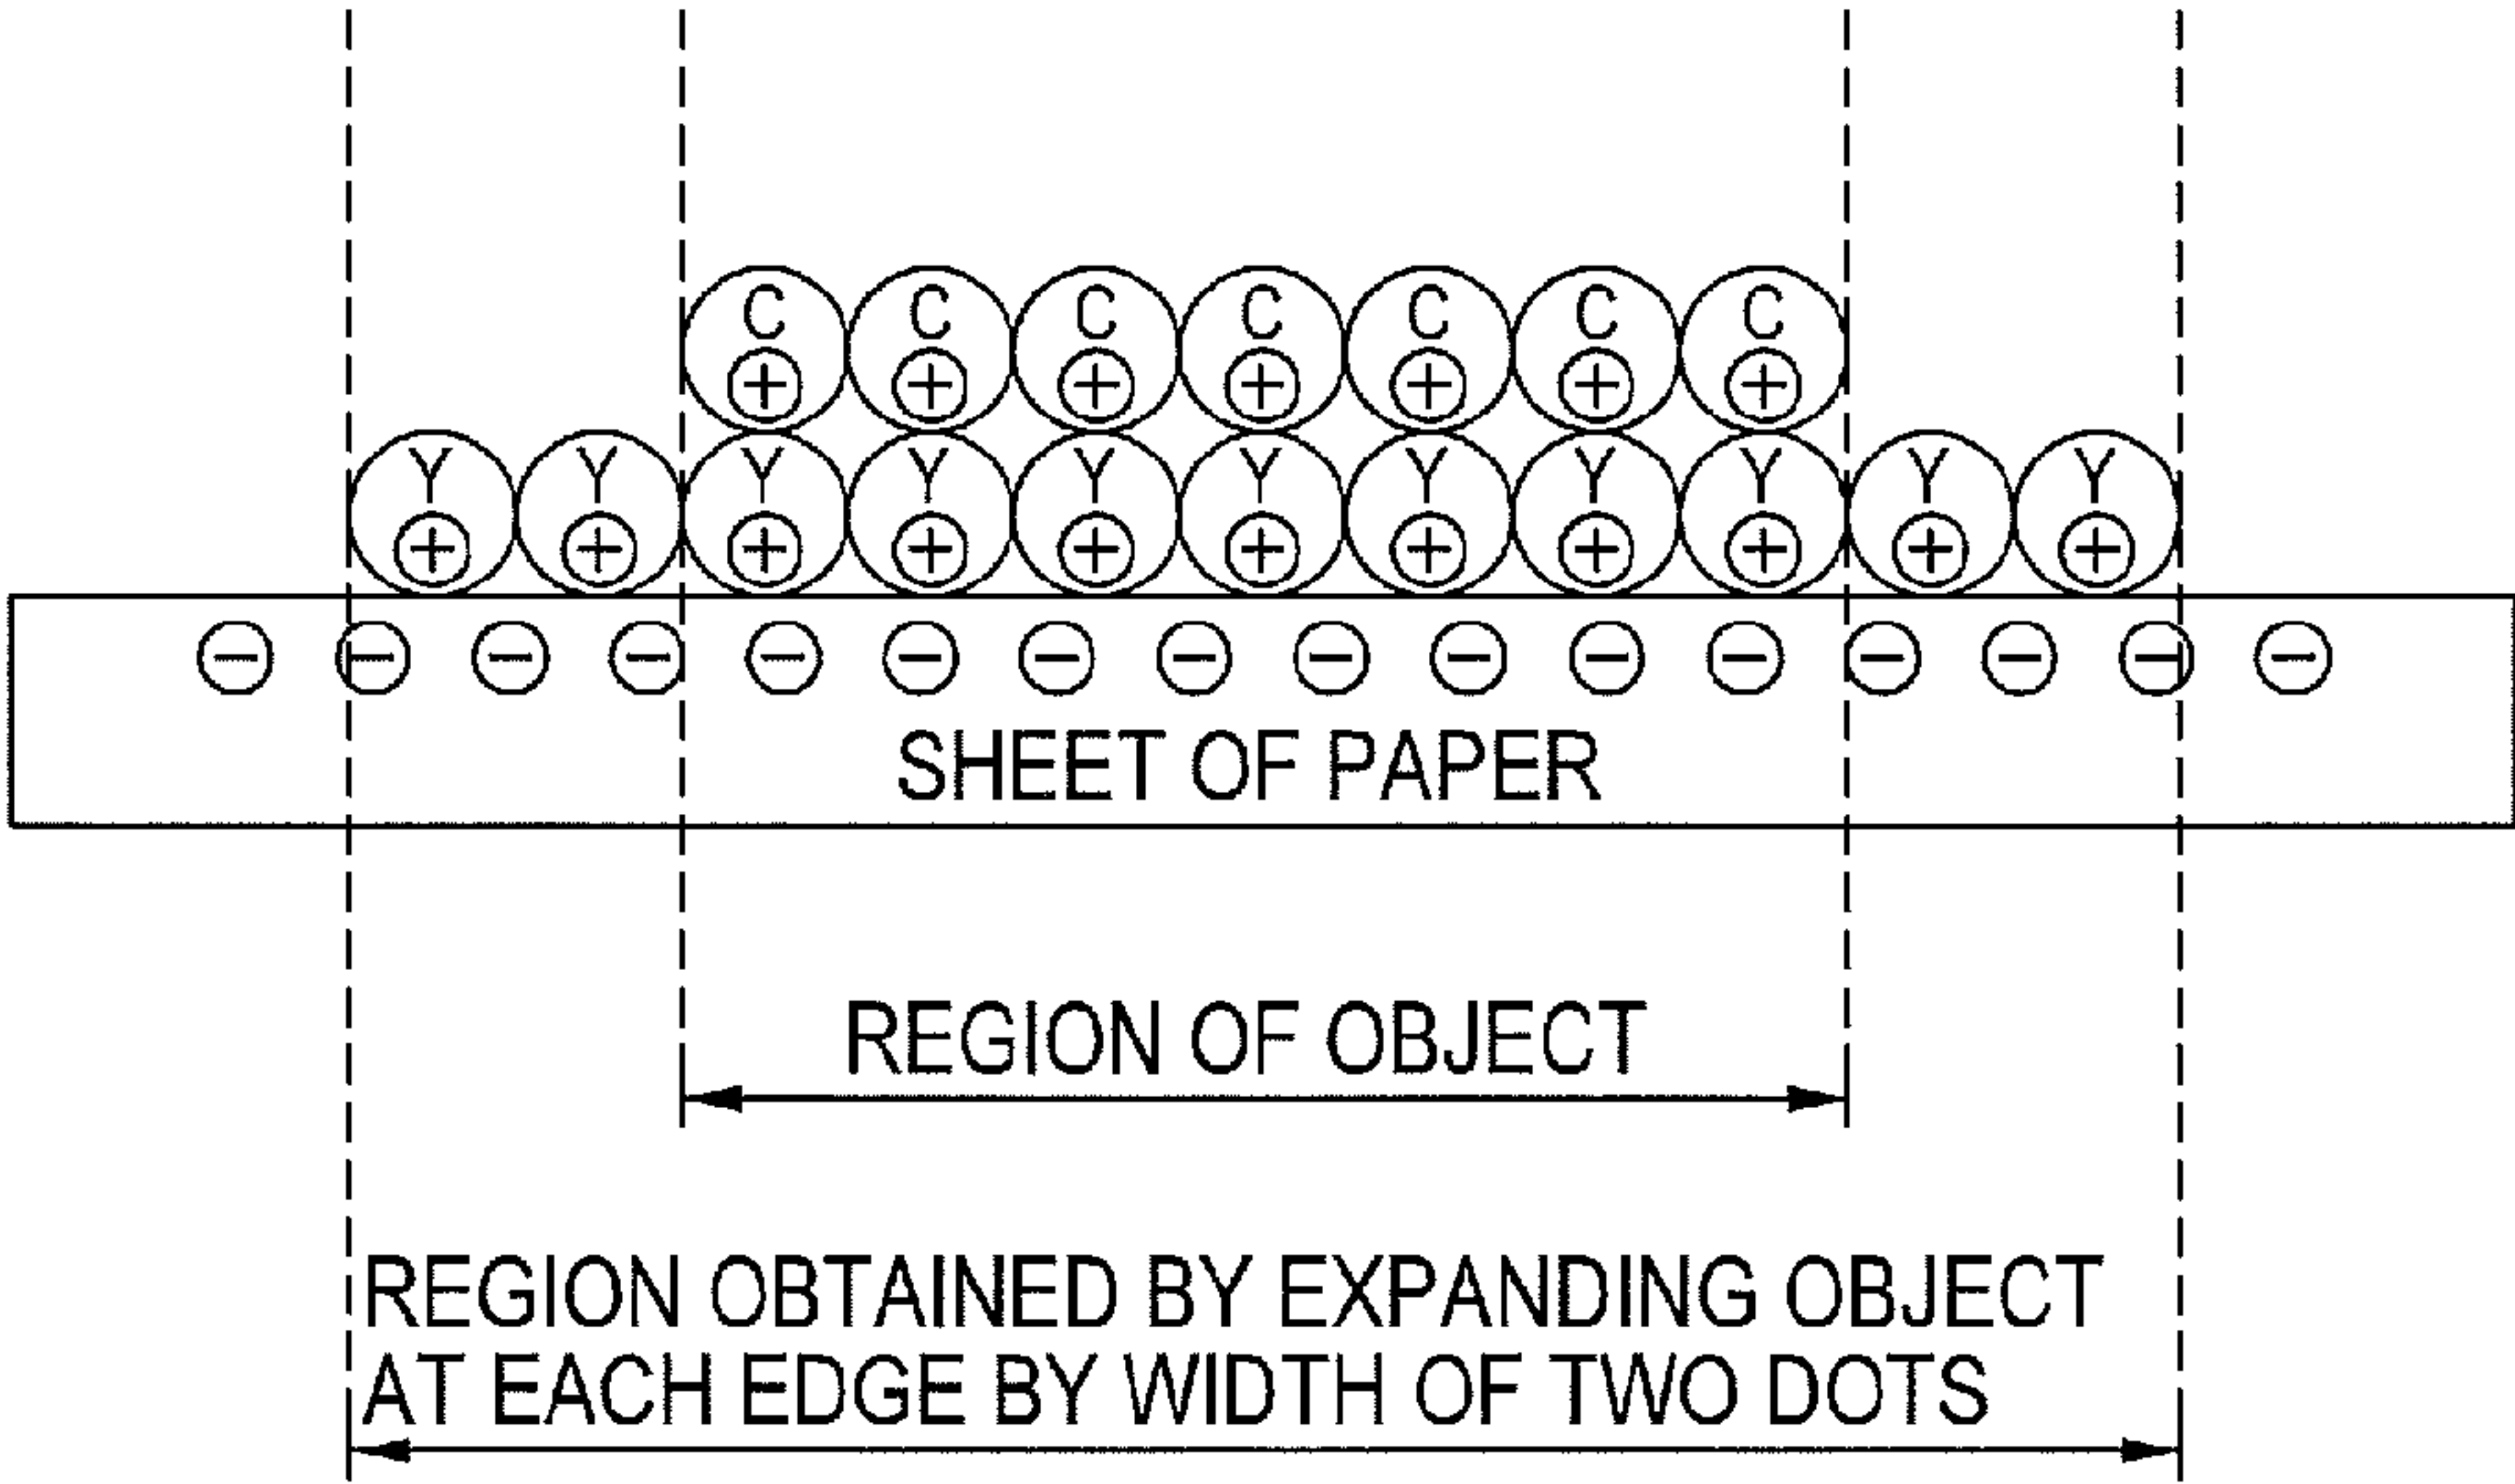 C C C C C C C
+ + + + + + +
Y Y Y Y Y Y Y Y Y Y Y
+ + + + + + + + + + +
− − − − − − − − − − − − − − − −
SHEET OF PAPER
REGION OF OBJECT
REGION OBTAINED BY EXPANDING OBJECT
AT EACH EDGE BY WIDTH OF TWO DOTS